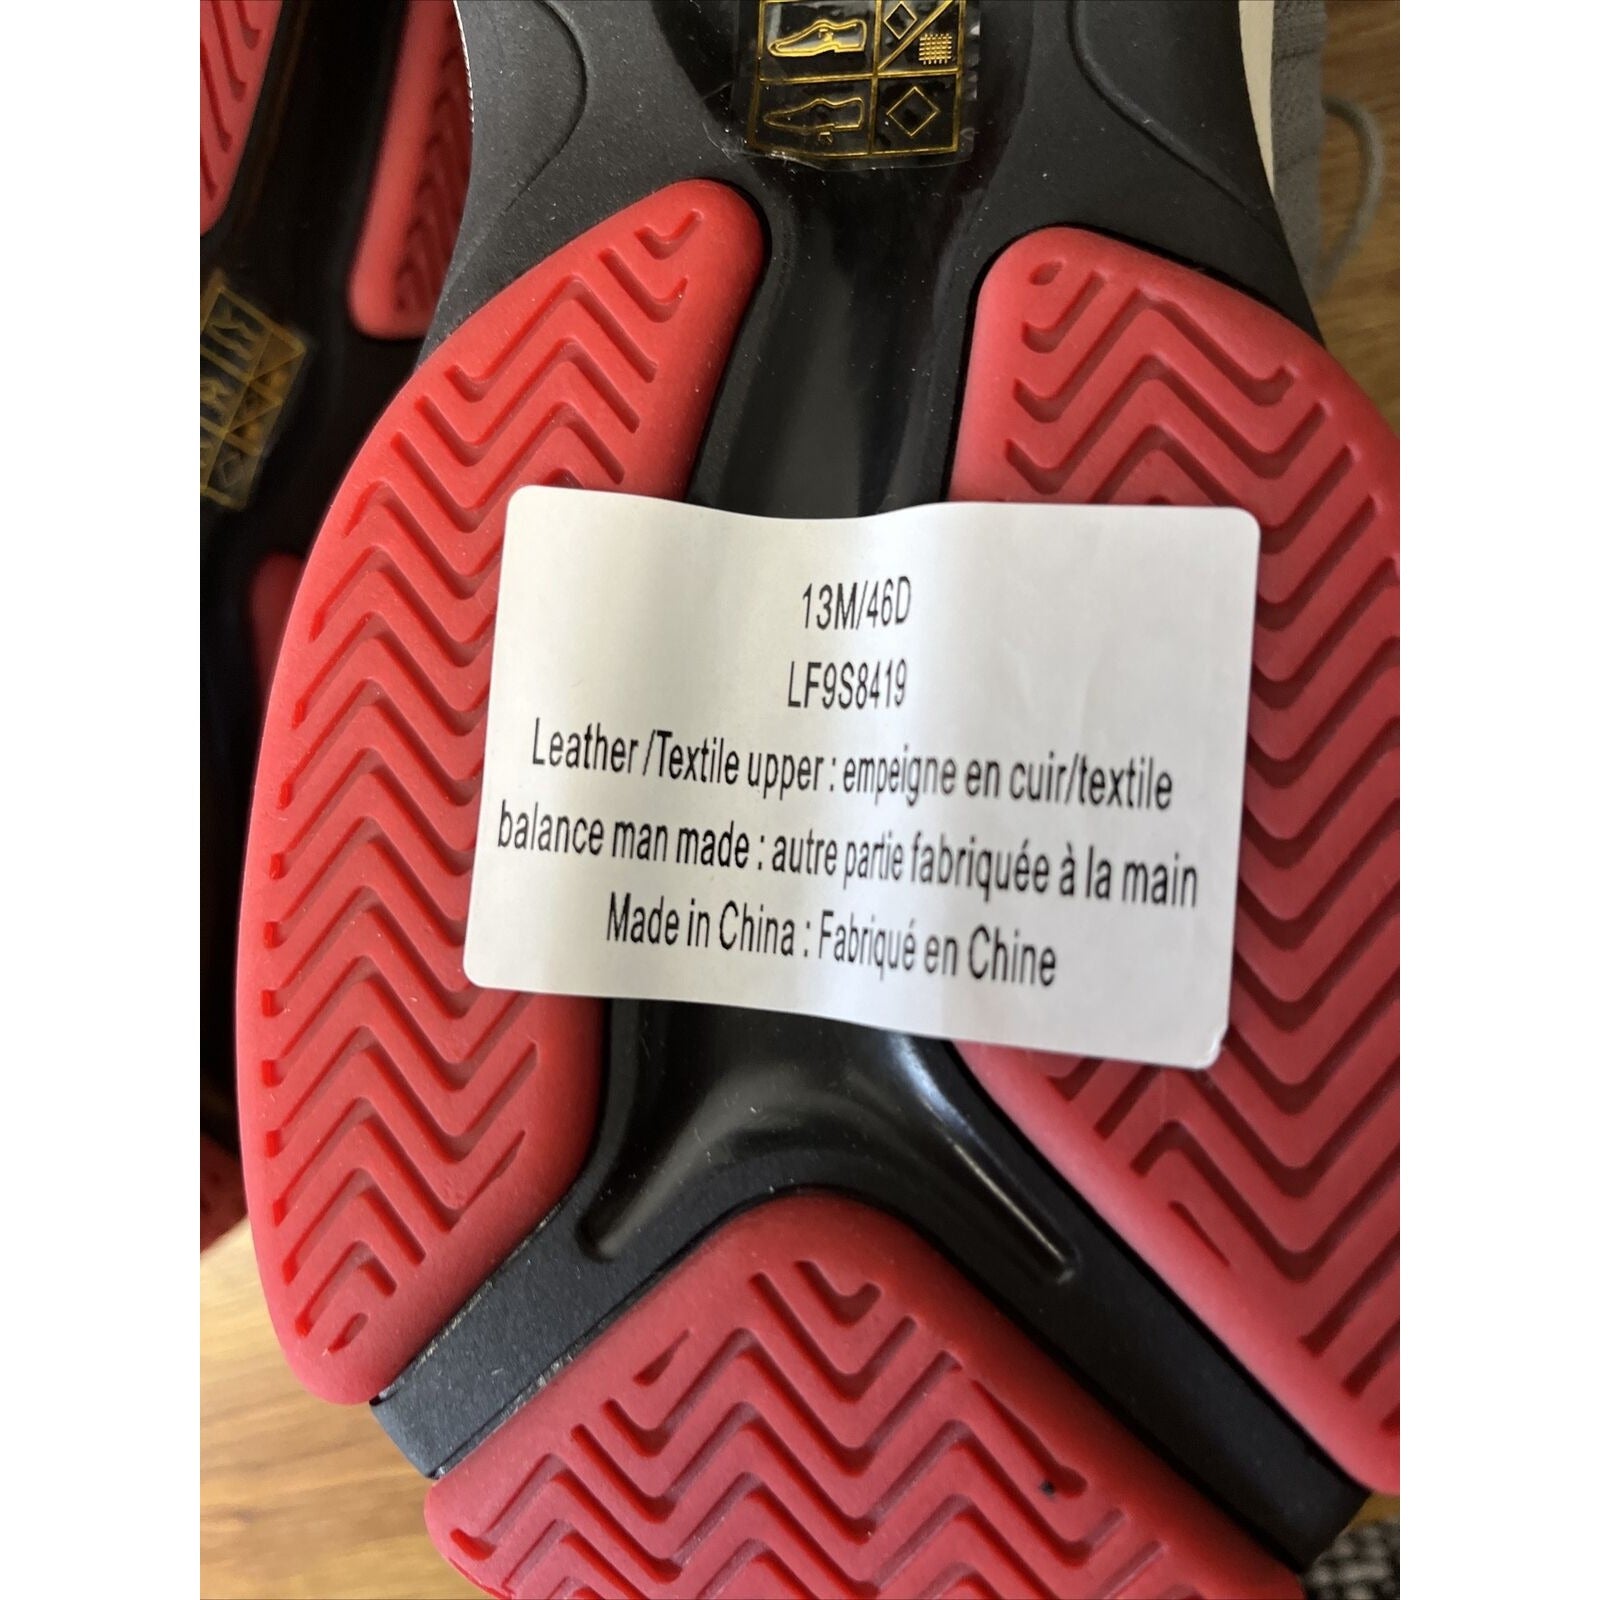 13M/46D
LF9S8419
Leather /Textile upper : empeigne en cuir/textile
balance man made : autre partie fabriquée à la main
Made in China : Fabriqué en Chine